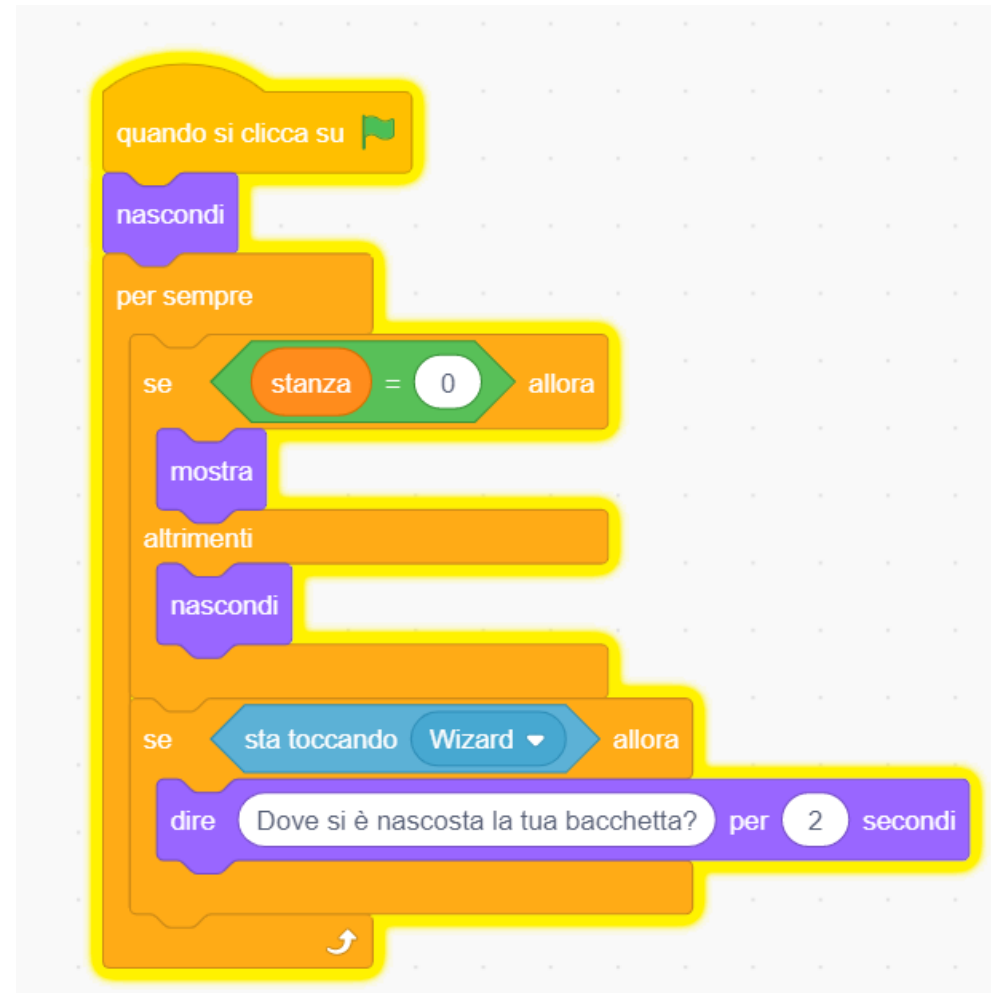 quando si clicca su
nascondi
per sempre
se stanza = 0 allora
mostra
altrimenti
nascondi
se sta toccando Wizard allora
dire Dove si è nascosta la tua bacchetta? per 2 secondi